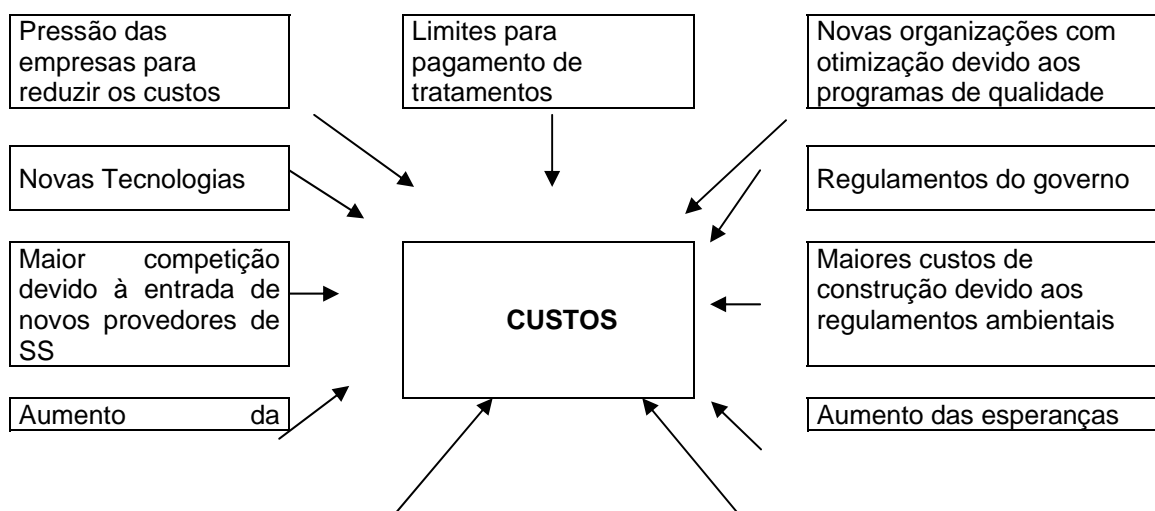 Pressão das
empresas para
reduzir os custos
Limites para
pagamento de
tratamentos
Novas organizações com
otimização devido aos
programas de qualidade
Novas Tecnologias
Regulamentos do governo
Maior competição
devido à entrada de
novos provedores de
SS
CUSTOS
Maiores custos de
construção devido aos
regulamentos ambientais
Aumento da
Aumento das esperanças